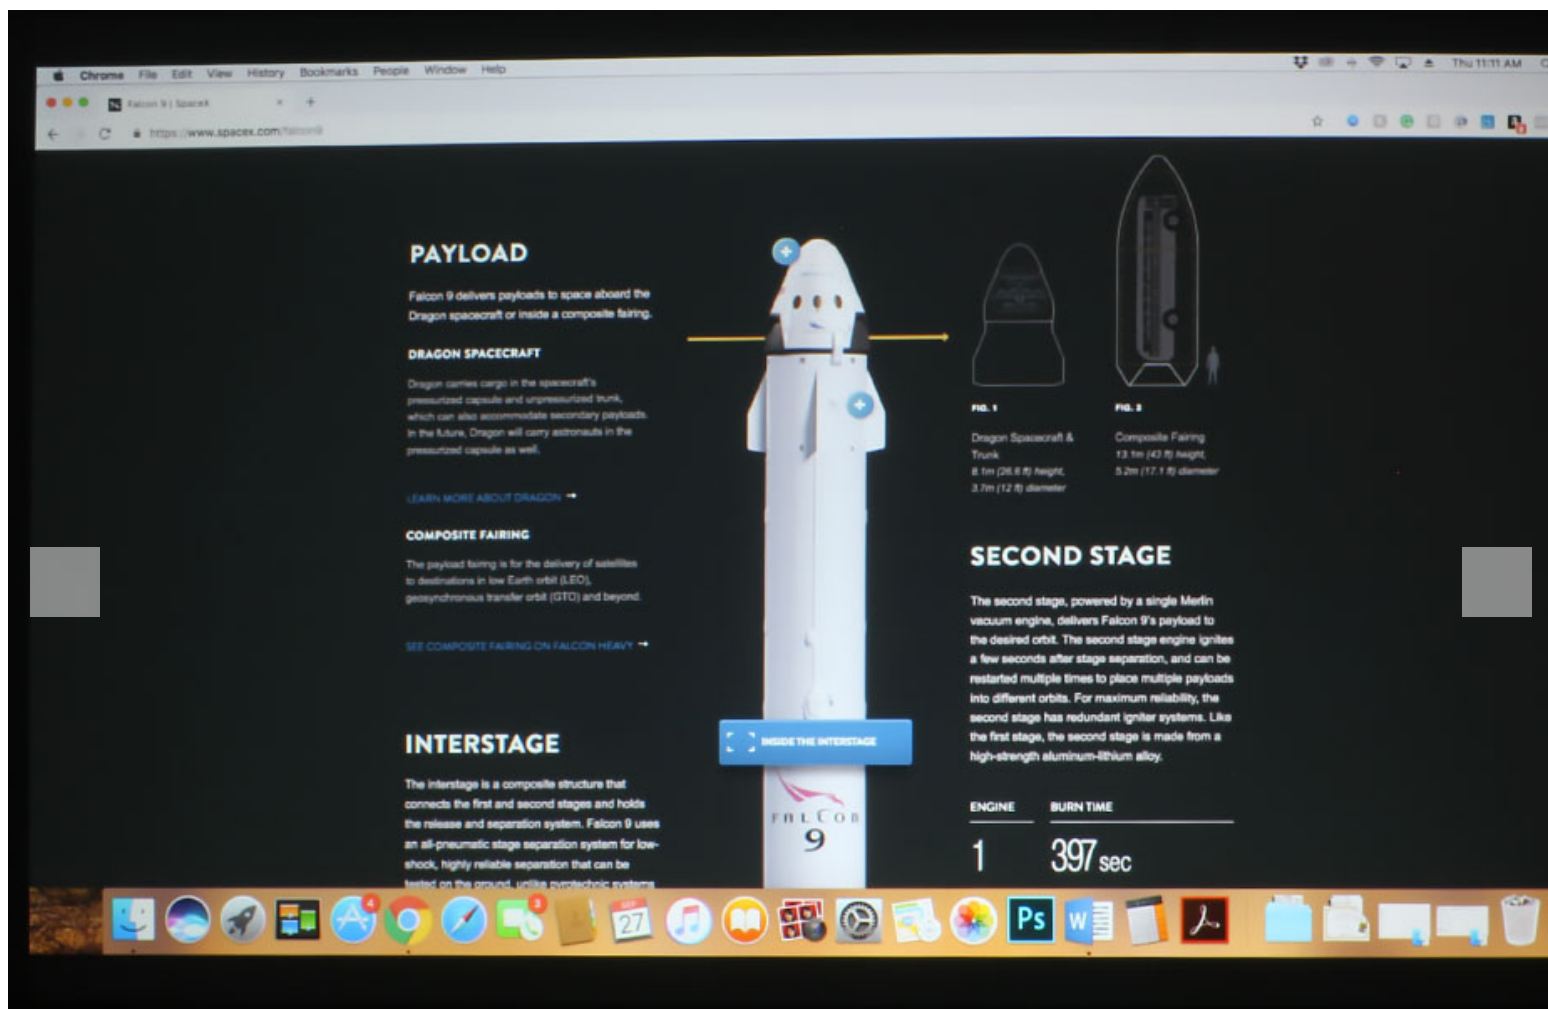 Chrome File Edit View History Bookmarks People Window Help
Thu 11:11 AM
Falcon 9 | SpaceX
https://www.spacex.com/falcon9
PAYLOAD
Falcon 9 delivers payloads to space aboard the
Dragon spacecraft or inside a composite fairing.
DRAGON SPACECRAFT
Dragon carries cargo in the spacecraft's
pressurized capsule and unpressurized trunk,
which can also accommodate secondary payloads.
In the future, Dragon will carry astronauts in the
pressurized capsule as well.
LEARN MORE ABOUT DRAGON
COMPOSITE FAIRING
The payload fairing is for the delivery of satellites
to destinations in low Earth orbit (LEO),
geosynchronous transfer orbit (GTO) and beyond.
SEE COMPOSITE FAIRING ON FALCON HEAVY
INTERSTAGE
The interstage is a composite structure that
connects the first and second stages and holds
the release and separation system. Falcon 9 uses
an all-pneumatic stage separation system for low-
shock, highly reliable separation that can be
tested on the ground, unlike pyrotechnic systems
INSIDE THE INTERSTAGE
FALCON
9
FIG. 1
Dragon Spacecraft &
Trunk
8.1m (26.6 ft) height,
3.7m (12 ft) diameter
FIG. 2
Composite Fairing
13.1m (43 ft) height,
5.2m (17.1 ft) diameter
SECOND STAGE
The second stage, powered by a single Merlin
vacuum engine, delivers Falcon 9's payload to
the desired orbit. The second stage engine ignites
a few seconds after stage separation, and can be
restarted multiple times to place multiple payloads
into different orbits. For maximum reliability, the
second stage has redundant igniter systems. Like
the first stage, the second stage is made from a
high-strength aluminum-lithium alloy.
ENGINE BURN TIME
1 397 sec
4
3
SEP
27
Ps
W